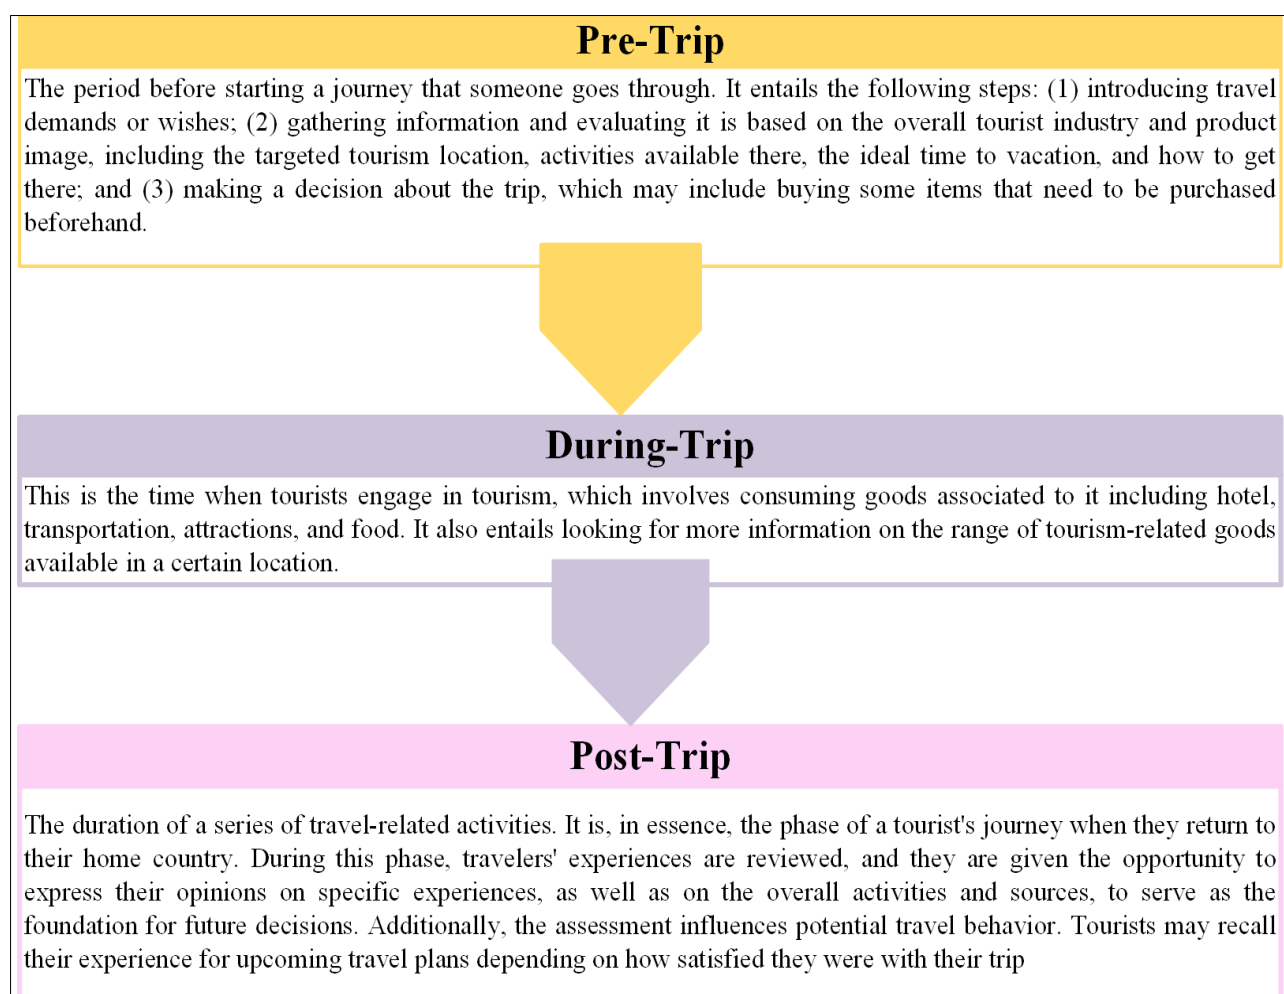 Pre-Trip
The period before starting a journey that someone goes through. It entails the following steps: (1) introducing travel
demands or wishes; (2) gathering information and evaluating it is based on the overall tourist industry and product
image, including the targeted tourism location, activities available there, the ideal time to vacation, and how to get
there; and (3) making a decision about the trip, which may include buying some items that need to be purchased
beforehand.
During-Trip
This is the time when tourists engage in tourism, which involves consuming goods associated to it including hotel,
transportation, attractions, and food. It also entails looking for more information on the range of tourism-related goods
available in a certain location.
Post-Trip
The duration of a series of travel-related activities. It is, in essence, the phase of a tourist's journey when they return to
their home country. During this phase, travelers' experiences are reviewed, and they are given the opportunity to
express their opinions on specific experiences, as well as on the overall activities and sources, to serve as the
foundation for future decisions. Additionally, the assessment influences potential travel behavior. Tourists may recall
their experience for upcoming travel plans depending on how satisfied they were with their trip